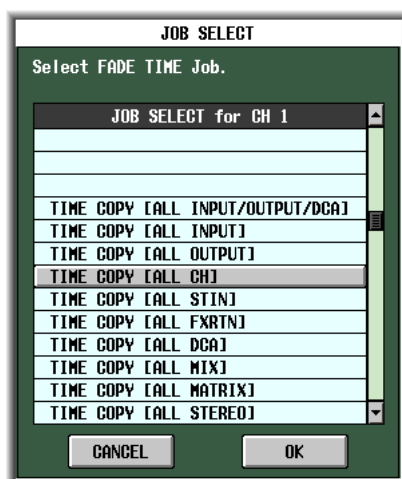 JOB SELECT
Select FADE TIME Job.
JOB SELECT for CH 1
TIME COPY [ALL INPUT/OUTPUT/DCA]
TIME COPY [ALL INPUT]
TIME COPY [ALL OUTPUT]
TIME COPY [ALL CH]
TIME COPY [ALL STIN]
TIME COPY [ALL FXRTN]
TIME COPY [ALL DCA]
TIME COPY [ALL MIX]
TIME COPY [ALL MATRIX]
TIME COPY [ALL STEREO]
CANCEL OK